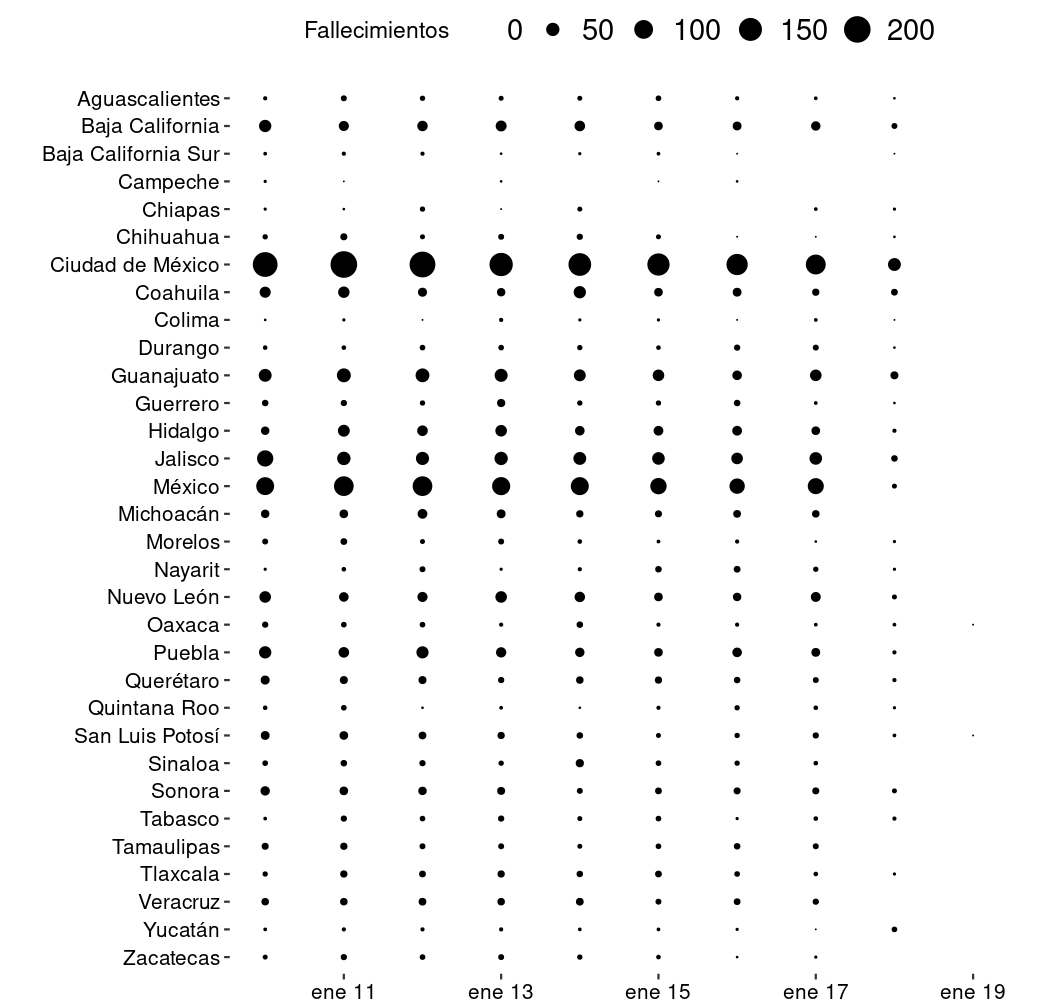 Fallecimientos 0 50 100 150 200
Aguascalientes
Baja California
Baja California Sur
Campeche
Chiapas
Chihuahua
Ciudad de México
Coahuila
Colima
Durango
Guanajuato
Guerrero
Hidalgo
Jalisco
México
Michoacán
Morelos
Nayarit
Nuevo León
Oaxaca
Puebla
Querétaro
Quintana Roo
San Luis Potosí
Sinaloa
Sonora
Tabasco
Tamaulipas
Tlaxcala
Veracruz
Yucatán
Zacatecas
ene 11 ene 13 ene 15 ene 17 ene 19